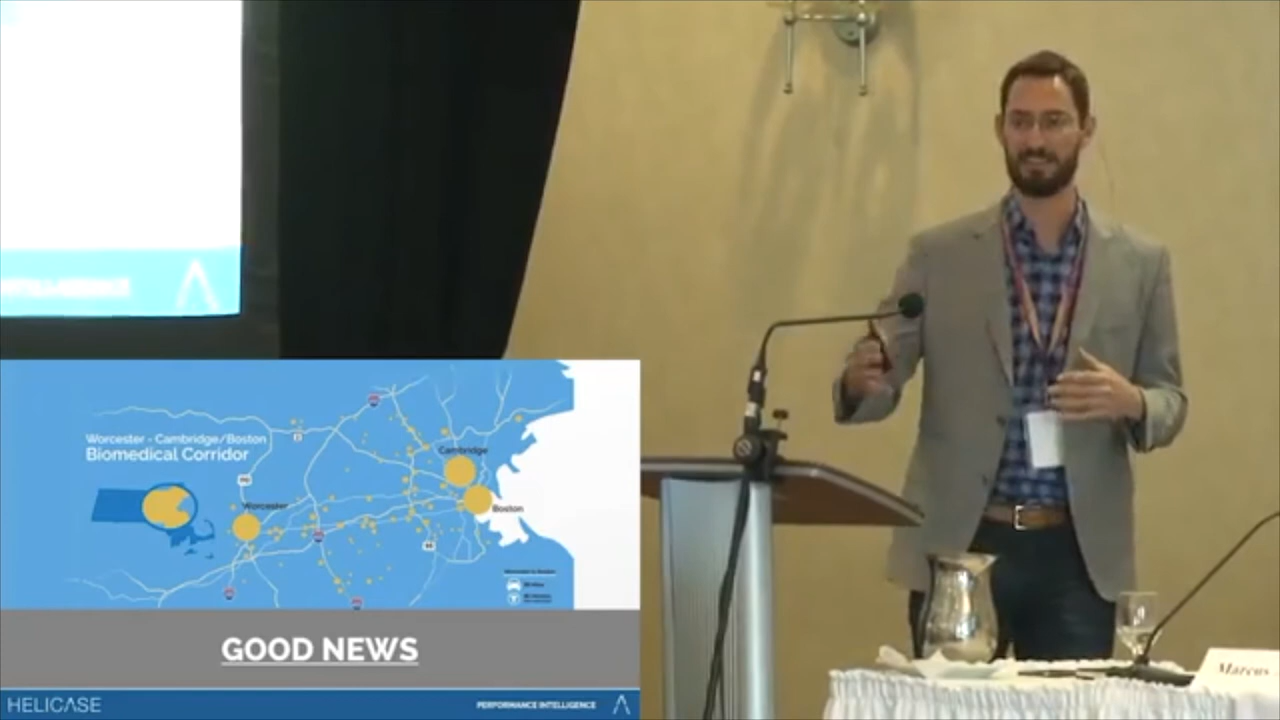 Worcester - Cambridge/Boston
Biomedical Corridor
Cambridge
Worcester
Boston
GOOD NEWS
HELICASE
PERFORMANCE INTELLIGENCE
Marcus